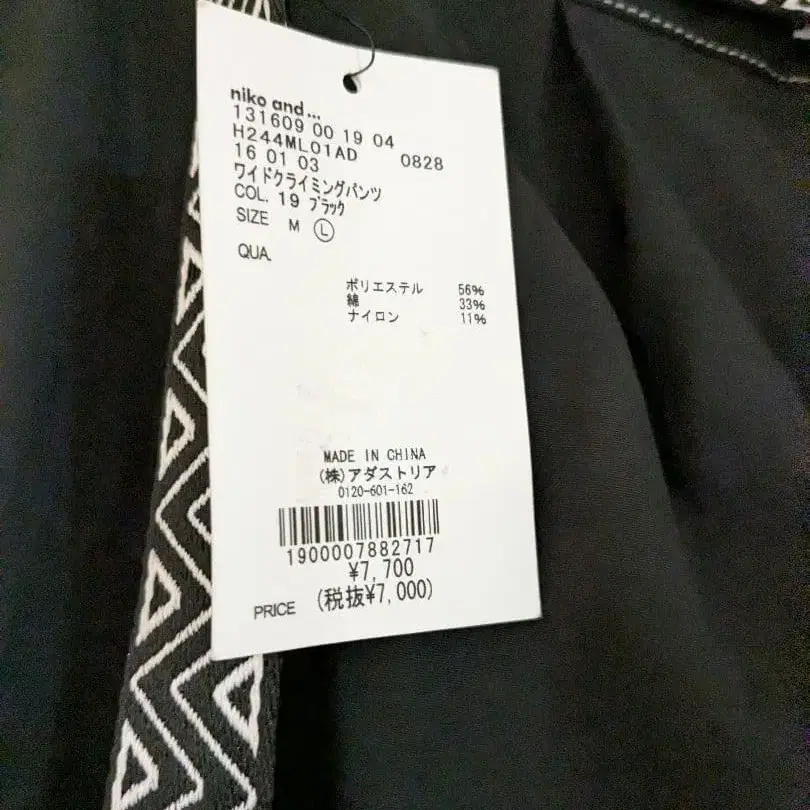 niko and...
131609 00 19 04
H244ML01AD 0828
16 01 03
ワイドクライミングパンツ
COL. 19 ブラック
SIZE M L
QUA.
ポリエステル 56%
綿 33%
ナイロン 11%
MADE IN CHINA
(株)アダストリア
0120-601-162
1900007882717
¥7,700
PRICE (税抜¥7,000)